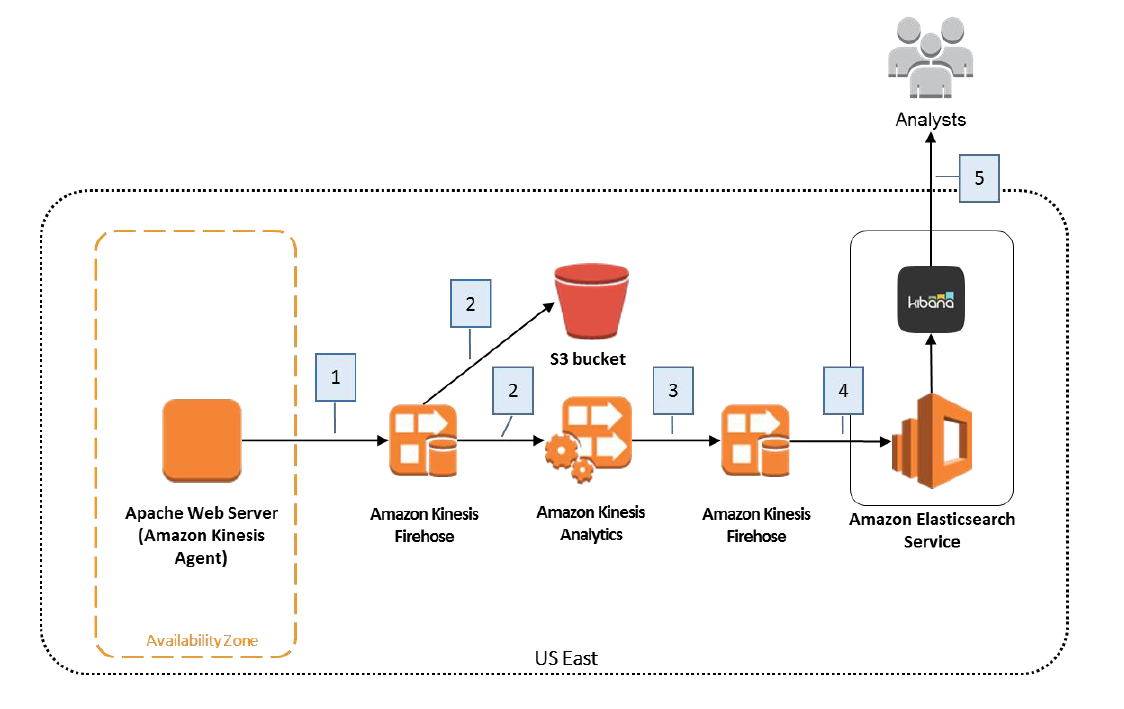 Analysts
5
kibana
2
S3 bucket
1
2
3
4
Apache Web Server
(Amazon Kinesis
Agent)
Amazon Kinesis
Firehose
Amazon Kinesis
Analytics
Amazon Kinesis
Firehose
Amazon Elasticsearch
Service
Availability Zone
US East